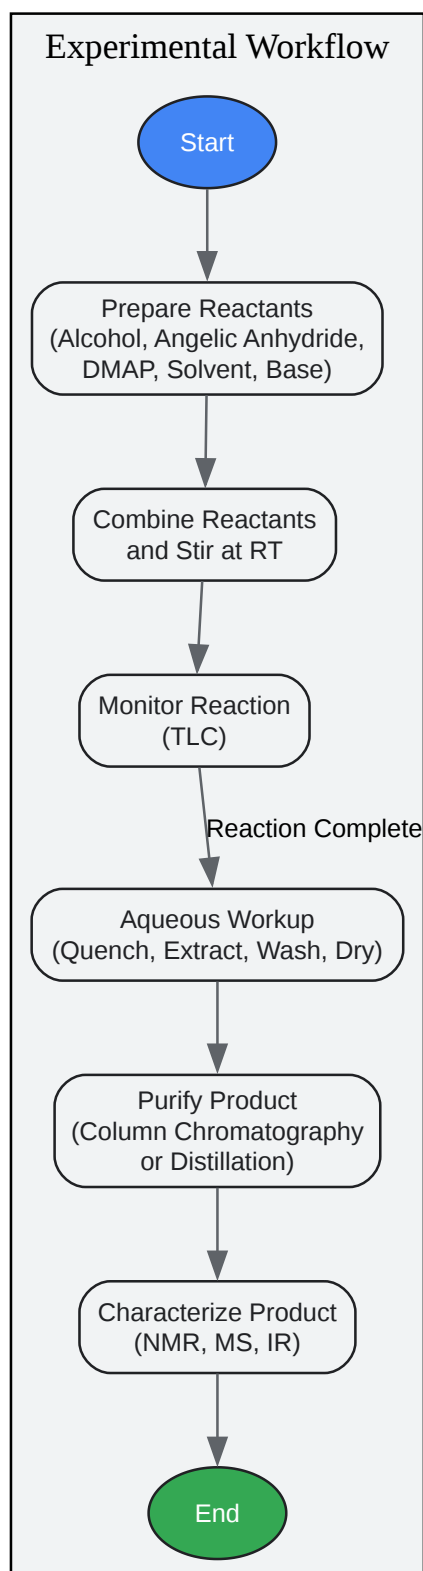 Experimental Workflow
Start
Prepare Reactants
(Alcohol, Angelic Anhydride,
DMAP, Solvent, Base)
Combine Reactants
and Stir at RT
Monitor Reaction
(TLC)
Reaction Complete
Aqueous Workup
(Quench, Extract, Wash, Dry)
Purify Product
(Column Chromatography
or Distillation)
Characterize Product
(NMR, MS, IR)
End